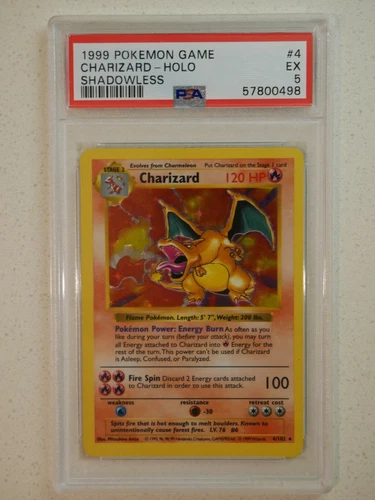 1999 POKEMON GAME #4
CHARIZARD - HOLO EX
SHADOWLESS 5
PSA 57800498
Evolves from Charmeleon Put Charizard on the Stage 1 card
STAGE 2
Charizard 120 HP
Flame Pokémon. Length: 5' 7", Weight: 200 lbs.
Pokémon Power: Energy Burn As often as you
like during your turn (before your attack), you may turn
all Energy attached to Charizard into Energy for the
rest of the turn. This power can't be used if Charizard
is Asleep, Confused, or Paralyzed.
Fire Spin Discard 2 Energy cards attached
to Charizard in order to use this attack. 100
weakness resistance retreat cost
-30
Spits fire that is hot enough to melt boulders. Known to
unintentionally cause forest fires. LV. 76 #6
Illus. Mitsuhiro Arita 4/102